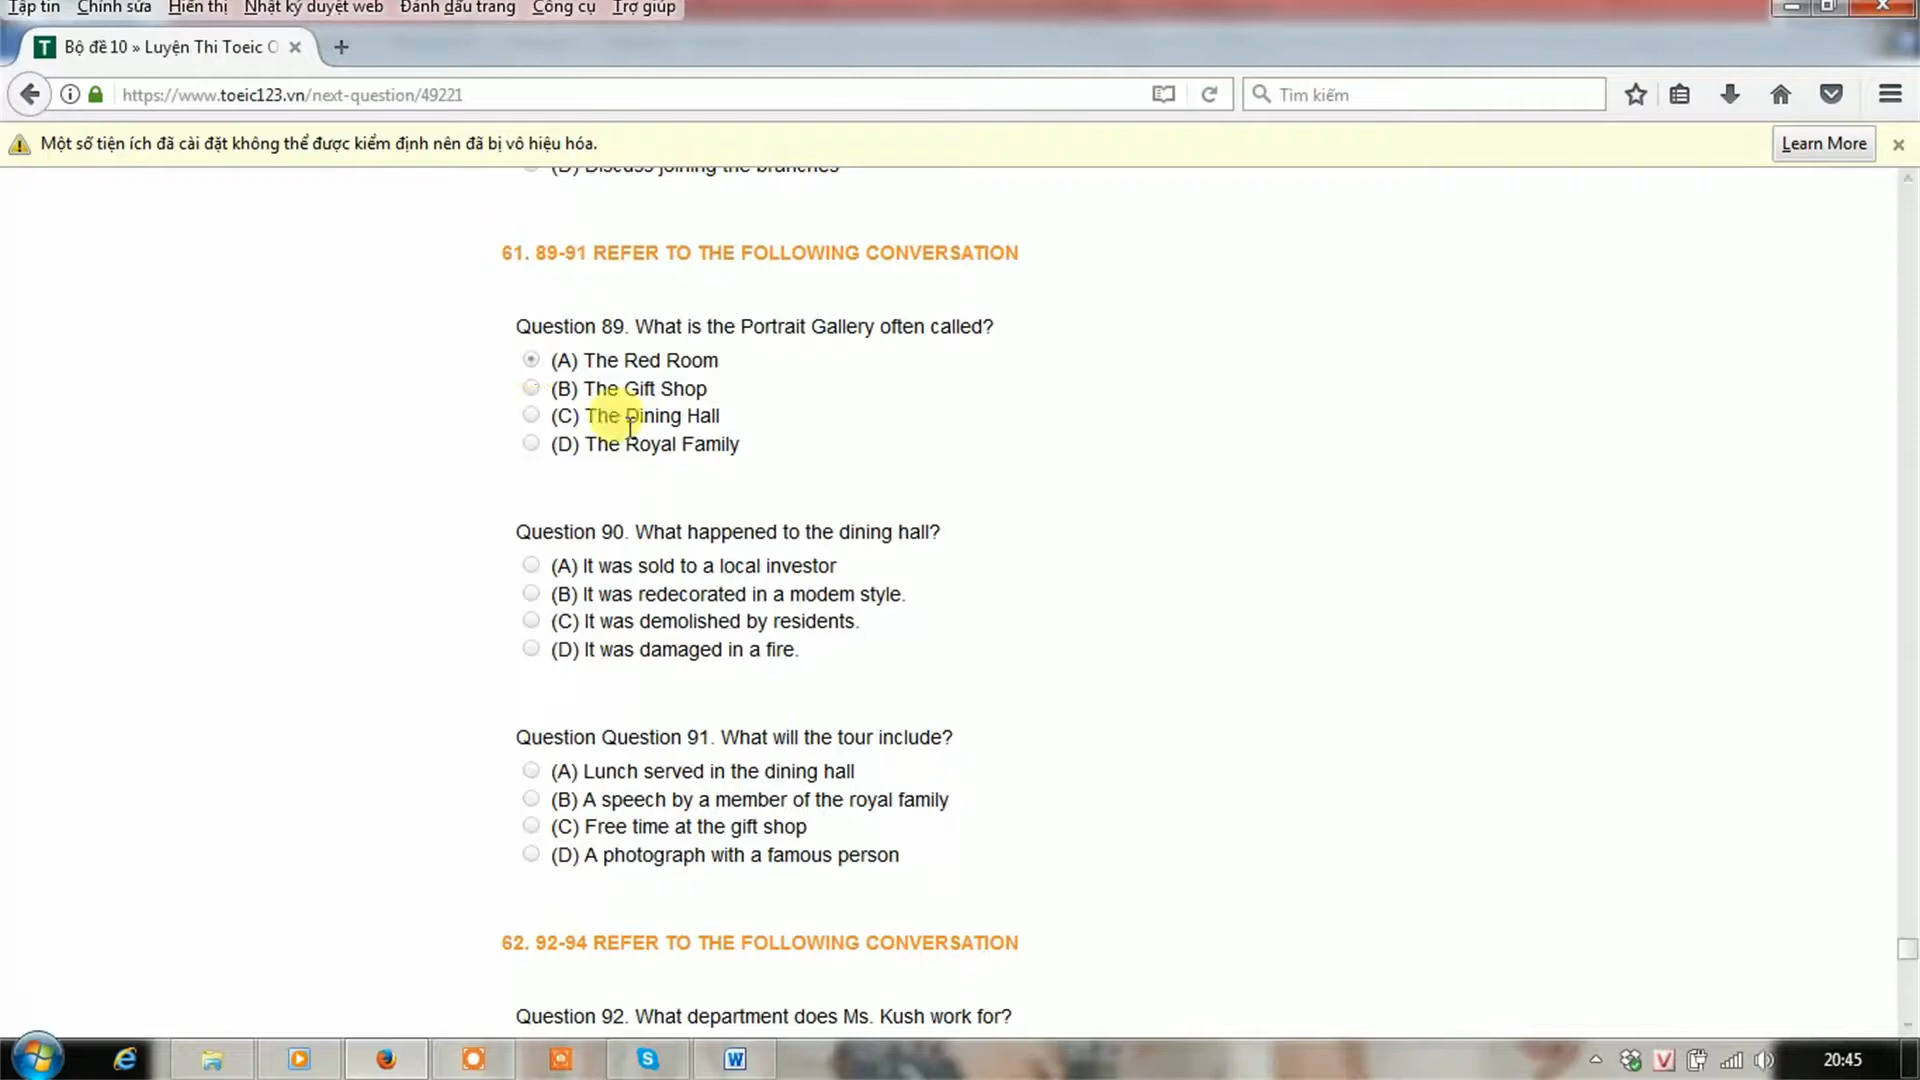 Tập tin Chỉnh sửa Hiển thị Nhật ký duyệt web Đánh dấu trang Công cụ Trợ giúp
T Bộ đề 10 » Luyện Thi Toeic O
https://www.toeic123.vn/next-question/49221
Tìm kiếm
Một số tiện ích đã cài đặt không thể được kiểm định nên đã bị vô hiệu hóa.
Learn More
(D) Discuss joining the branches
61. 89-91 REFER TO THE FOLLOWING CONVERSATION
Question 89. What is the Portrait Gallery often called?
(A) The Red Room
(B) The Gift Shop
(C) The Dining Hall
(D) The Royal Family
Question 90. What happened to the dining hall?
(A) It was sold to a local investor
(B) It was redecorated in a modem style.
(C) It was demolished by residents.
(D) It was damaged in a fire.
Question Question 91. What will the tour include?
(A) Lunch served in the dining hall
(B) A speech by a member of the royal family
(C) Free time at the gift shop
(D) A photograph with a famous person
62. 92-94 REFER TO THE FOLLOWING CONVERSATION
Question 92. What department does Ms. Kush work for?
20:45